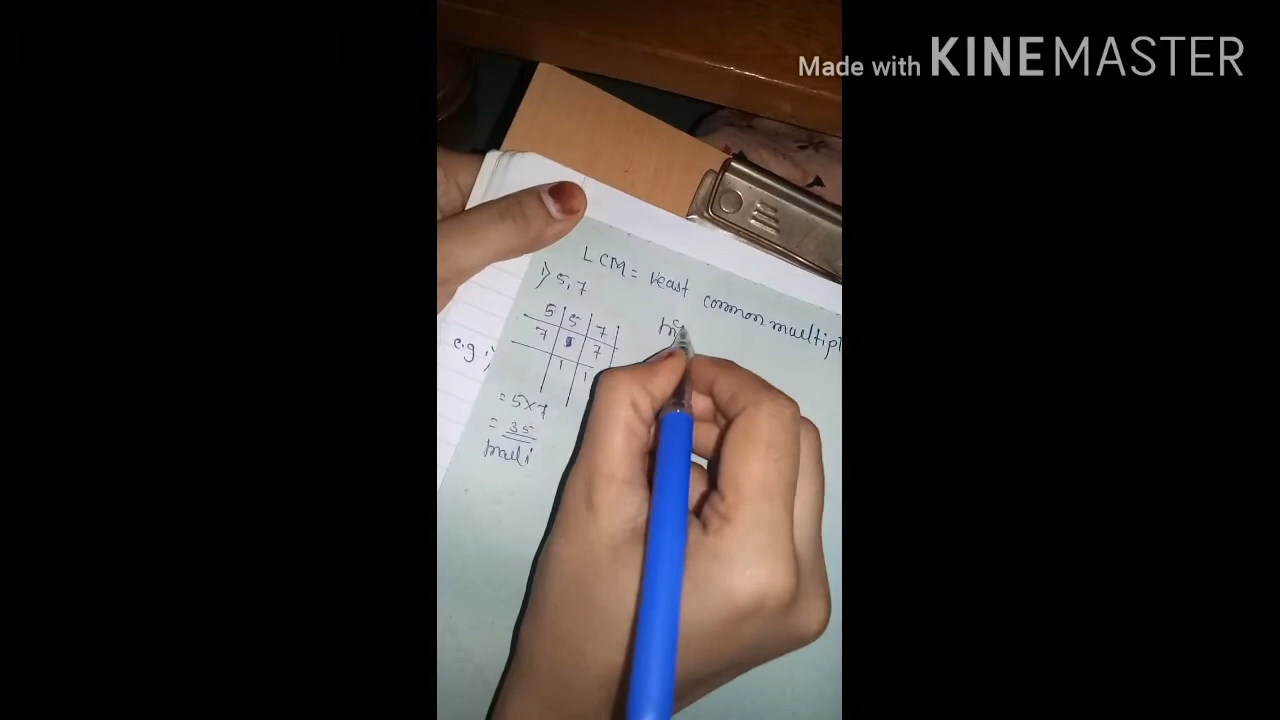 Made with KINEMASTER
LCM = Least common multipl
i) 5, 7
5 5 7
7 1 7
1 1
e.g i)
= 5×7
= 35